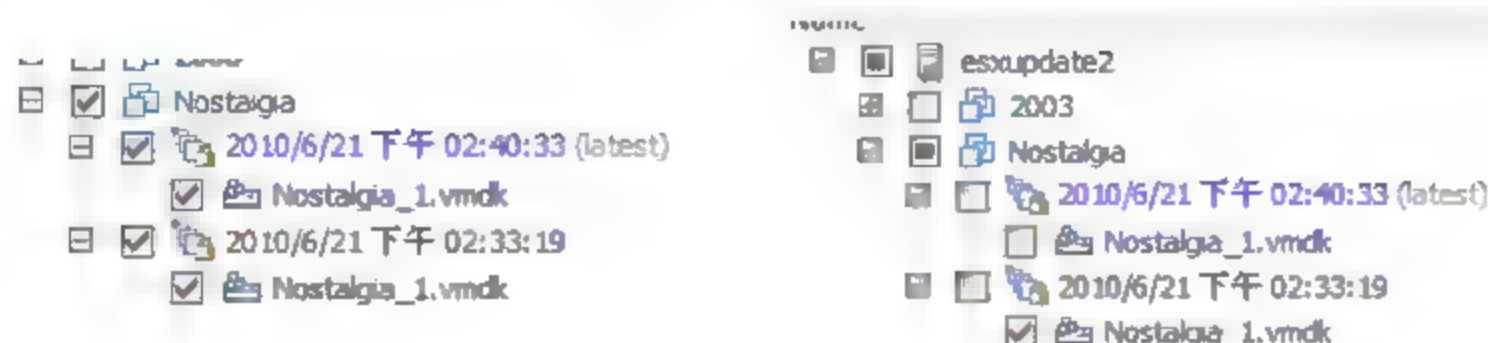 Nostalgia
2010/6/21 下午 02:40:33 (latest)
Nostalgia_1.vmdk
2010/6/21 下午 02:33:19
Nostalgia_1.vmdk
esxupdate2
2003
Nostalgia
2010/6/21 下午 02:40:33 (latest)
Nostalgia_1.vmdk
2010/6/21 下午 02:33:19
Nostalgia_1.vmdk